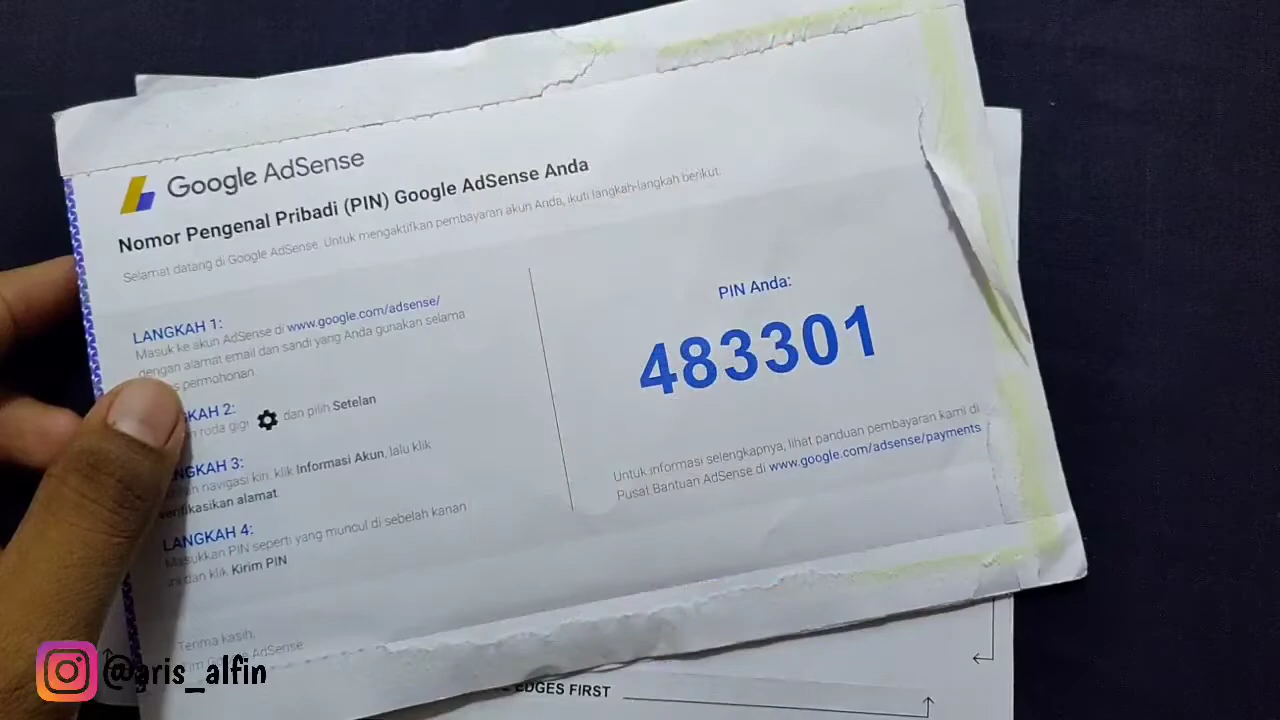 Google AdSense
Nomor Pengenal Pribadi (PIN) Google AdSense Anda
Selamat datang di Google AdSense. Untuk mengaktifkan pembayaran akun Anda, ikuti langkah-langkah berikut:
LANGKAH 1:
Masuk ke akun AdSense di www.google.com/adsense/
dengan alamat email dan sandi yang Anda gunakan selama
permohonan
KAH 2:
roda gigi dan pilih Setelan
NGKAH 3:
navigasi kiri, klik Informasi Akun, lalu klik
verifikasikan alamat.
LANGKAH 4:
Masukkan PIN seperti yang muncul di sebelah kanan
ini dan klik Kirim PIN
Terima kasih,
AdSense
PIN Anda:
483301
Untuk informasi selengkapnya, lihat panduan pembayaran kami di
Pusat Bantuan AdSense di www.google.com/adsense/payments
EDGES FIRST
@aris_alfin